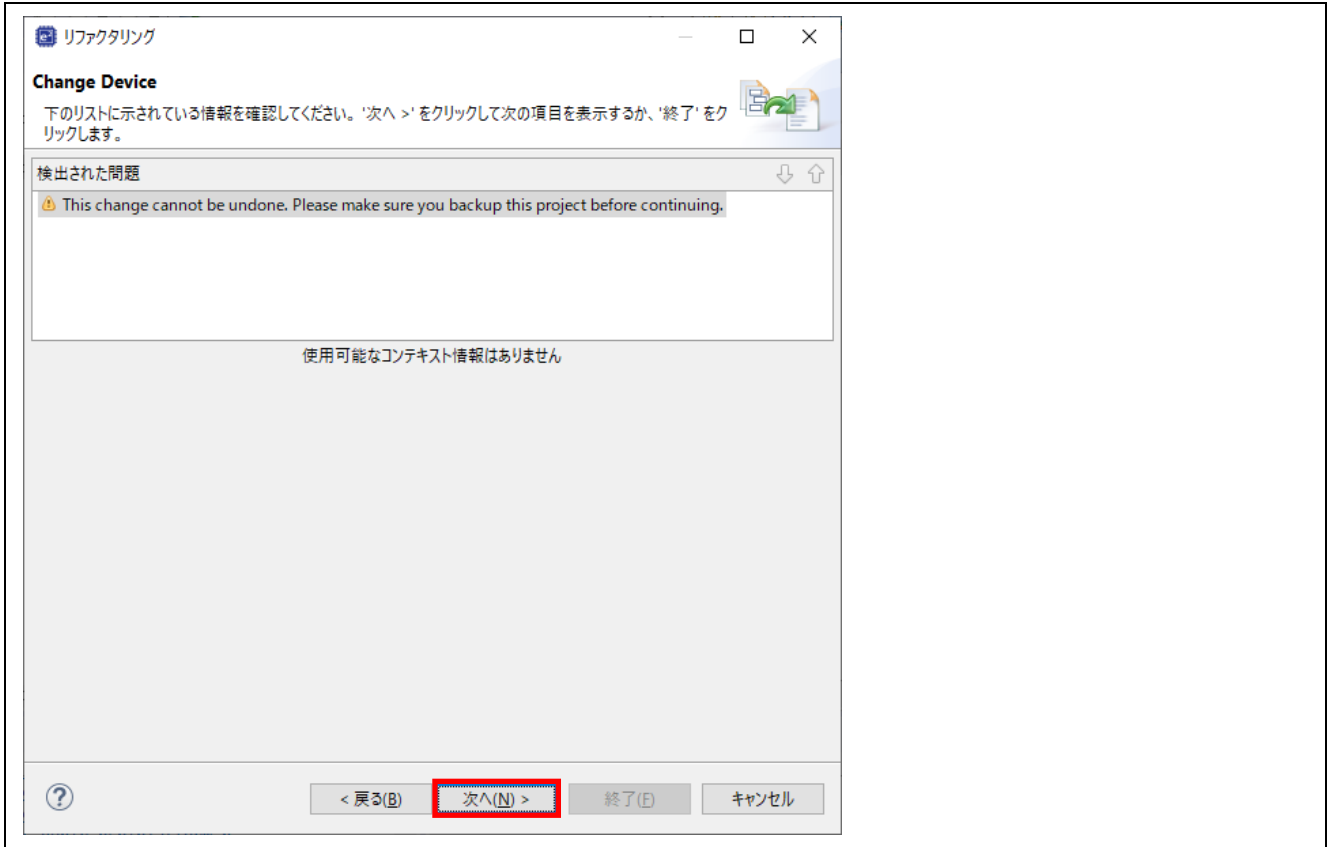 リファクタリング
Change Device
下のリストに示されている情報を確認してください。'次へ >' をクリックして次の項目を表示するか、'終了' をク
リックします。
検出された問題
This change cannot be undone. Please make sure you backup this project before continuing.
使用可能なコンテキスト情報はありません
< 戻る(B) 次へ(N) > 終了(F) キャンセル